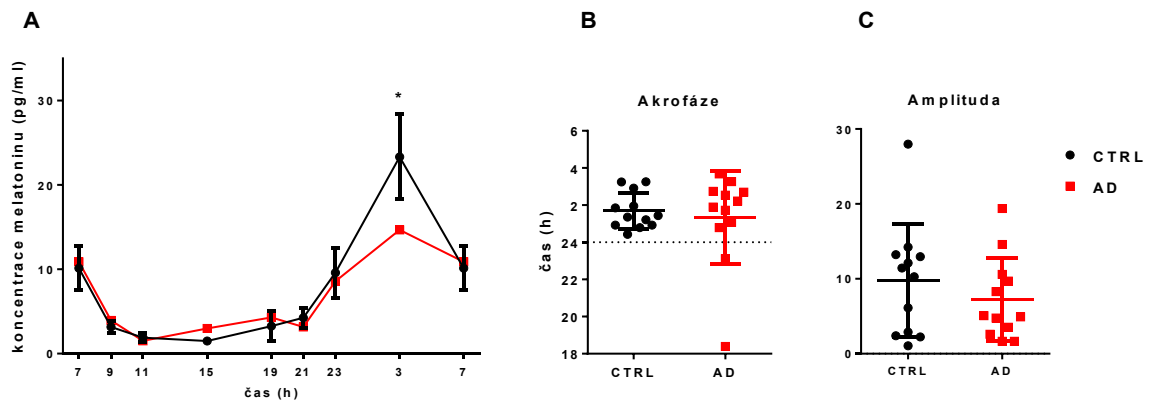 A
B
C
koncentrace melatoninu (pg/ml)
30
20
10
0
*
7 9 11 15 19 21 23 3 7
čas (h)
Akrofáze
čas (h)
6
4
2
24
22
20
18
CTRL AD
Amplituda
30
20
10
0
CTRL AD
CTRL
AD